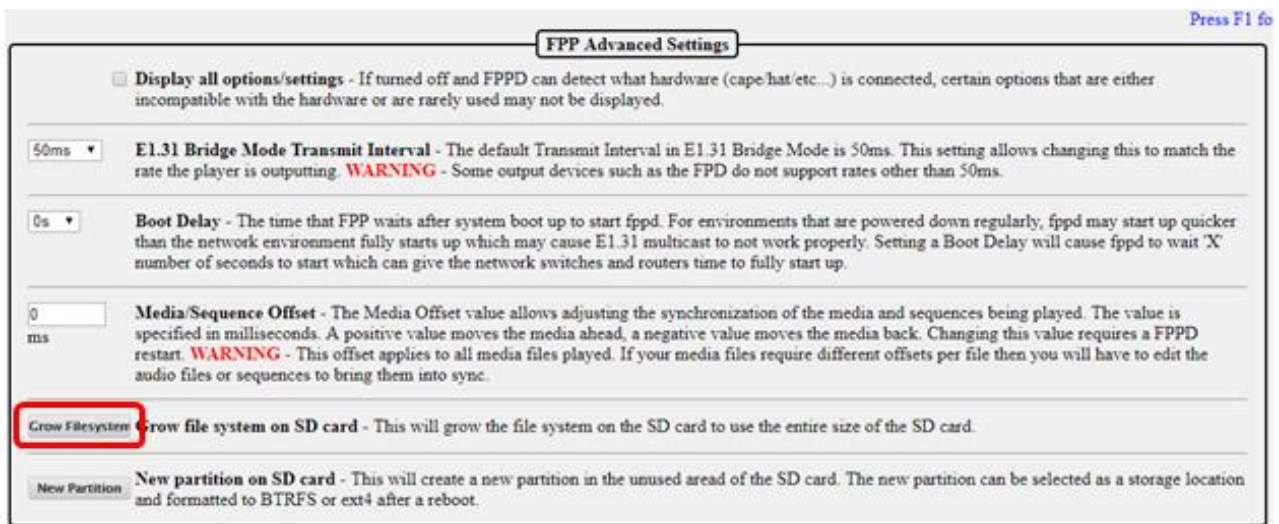 Press F1 fo
FPP Advanced Settings
Display all options/settings - If turned off and FPPD can detect what hardware (cape/hat/etc...) is connected, certain options that are either
incompatible with the hardware or are rarely used may not be displayed.
50ms
E1.31 Bridge Mode Transmit Interval - The default Transmit Interval in E1.31 Bridge Mode is 50ms. This setting allows changing this to match the
rate the player is outputting. WARNING - Some output devices such as the FPD do not support rates other than 50ms.
0s
Boot Delay - The time that FPP waits after system boot up to start fppd. For environments that are powered down regularly, fppd may start up quicker
than the network environment fully starts up which may cause E1.31 multicast to not work properly. Setting a Boot Delay will cause fppd to wait 'X'
number of seconds to start which can give the network switches and routers time to fully start up.
0
ms
Media/Sequence Offset - The Media Offset value allows adjusting the synchronization of the media and sequences being played. The value is
specified in milliseconds. A positive value moves the media ahead, a negative value moves the media back. Changing this value requires a FPPD
restart. WARNING - This offset applies to all media files played. If your media files require different offsets per file then you will have to edit the
audio files or sequences to bring them into sync.
Grow Filesystem
Grow file system on SD card - This will grow the file system on the SD card to use the entire size of the SD card.
New Partition
New partition on SD card - This will create a new partition in the unused aread of the SD card. The new partition can be selected as a storage location
and formatted to BTRFS or ext4 after a reboot.